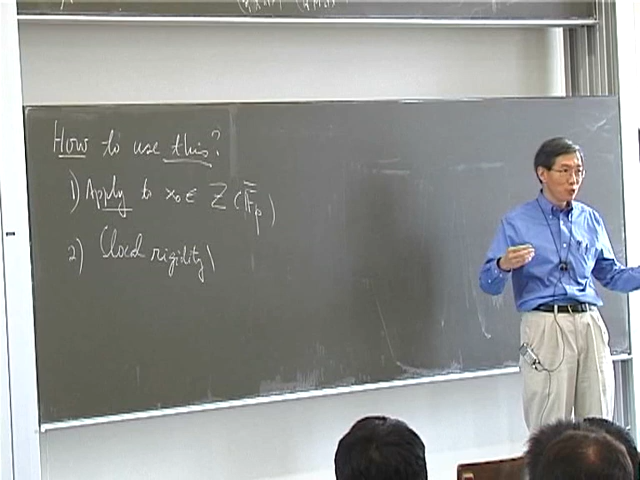 How to use this?
1) Apply to x₀ ∈ Z(F̄p)
2) Local rigidity